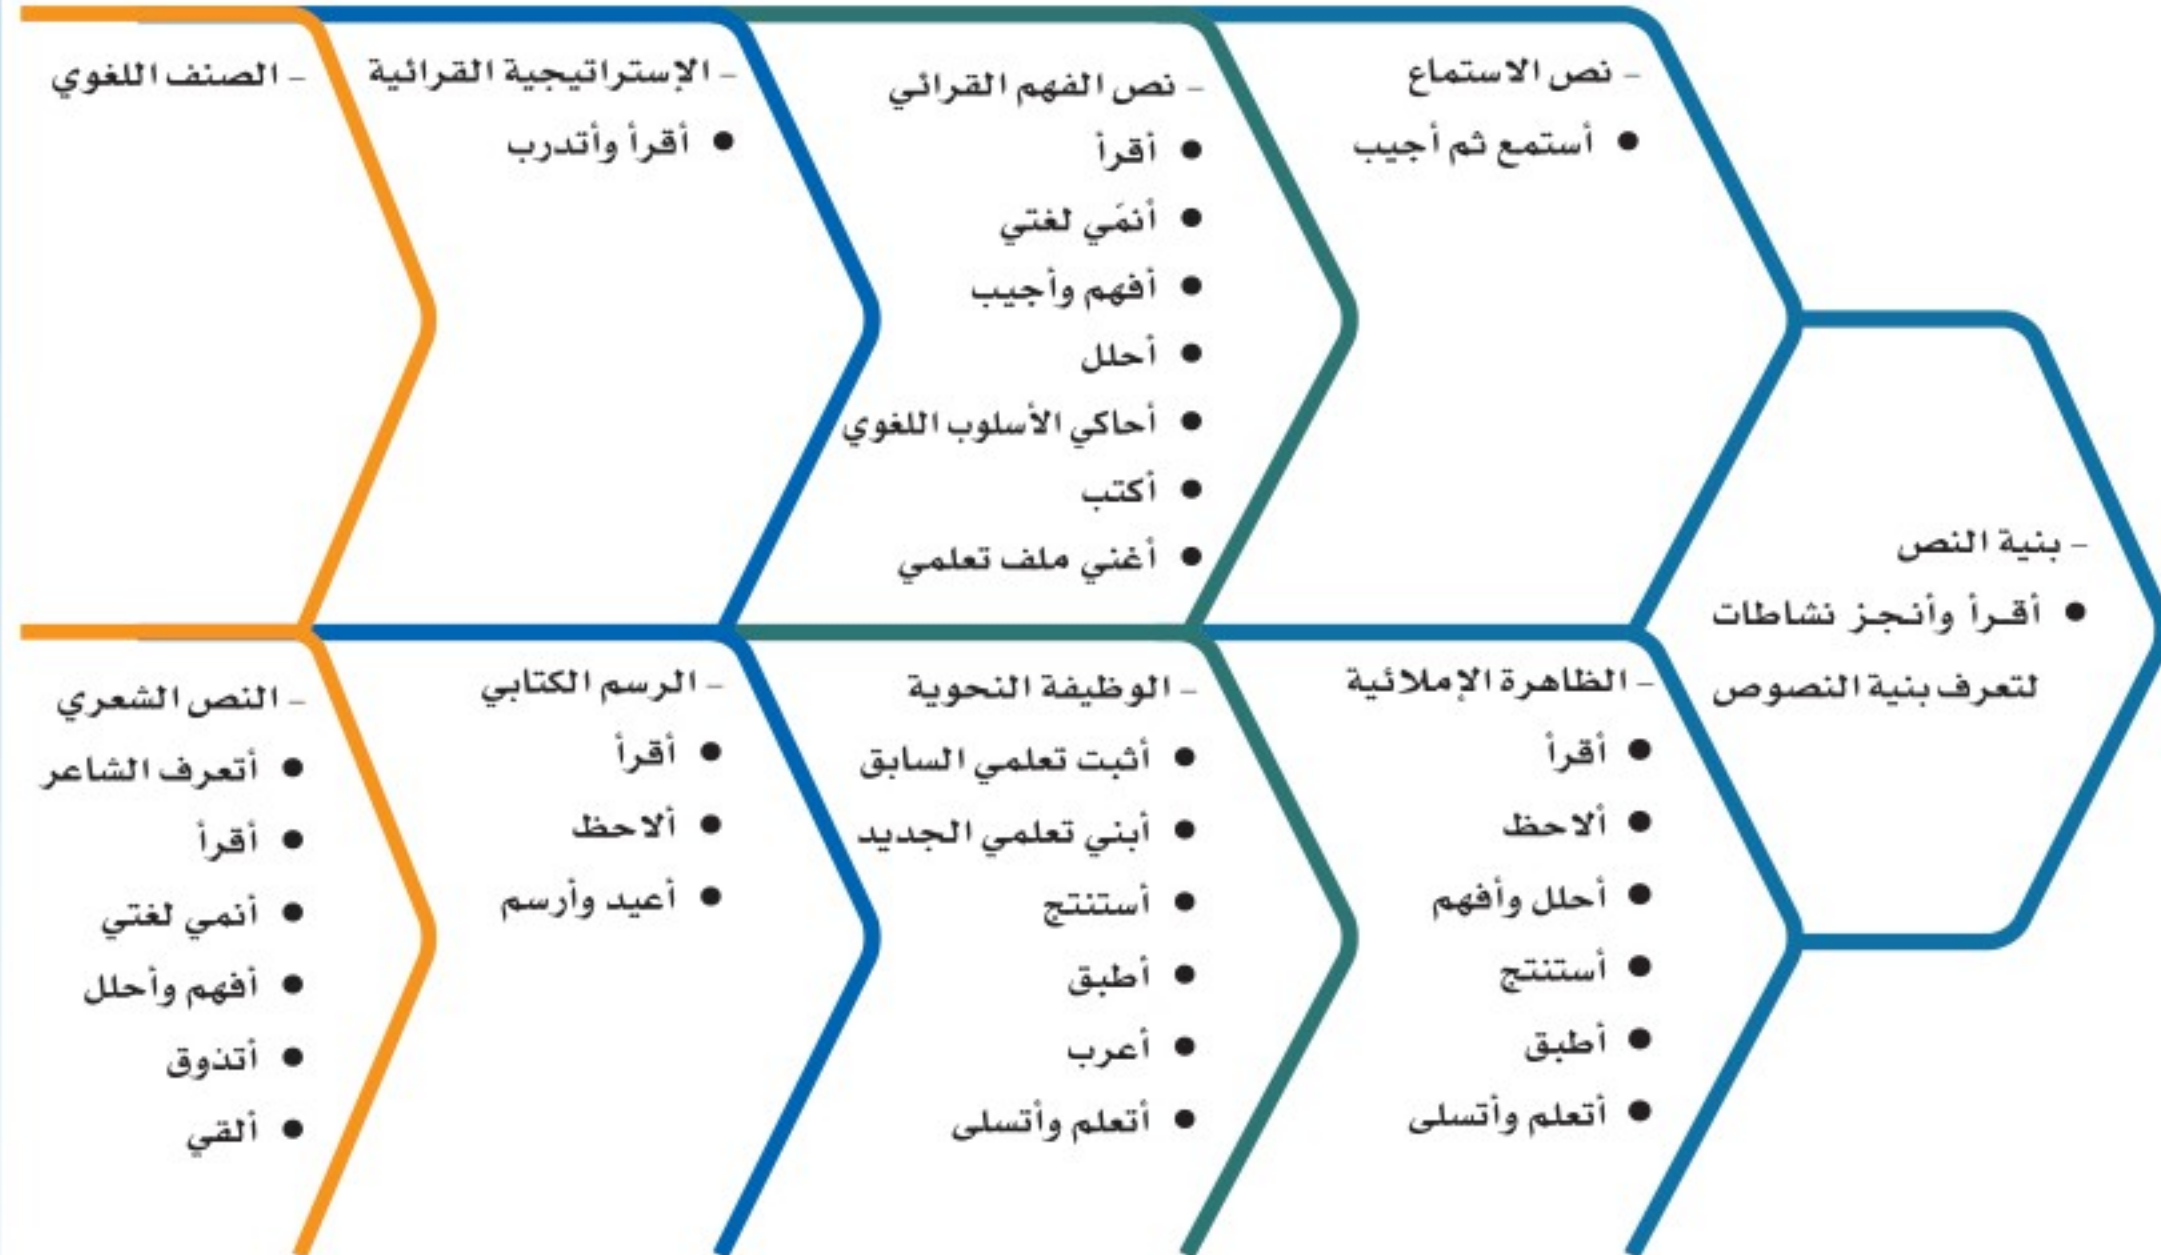 – بنية النص
● أقـرأ وأنـجـز نشاطات
لتعرف بنية النصوص
– نص الاستماع
● أستمع ثم أجيب
– نص الفهم القرائي
● أقرأ
● أنمَي لغتي
● أفهم وأجيب
● أحلل
● أحاكي الأسلوب اللغوي
● أكتب
● أغني ملف تعلمي
– الإستراتيجية القرائية
● أقرأ وأتدرب
– الصنف اللغوي
– الظاهرة الإملائية
● أقرأ
● ألاحظ
● أحلل وأفهم
● أستنتج
● أطبق
● أتعلم وأتسلى
– الوظيفة النحوية
● أثبت تعلمي السابق
● أبني تعلمي الجديد
● أستنتج
● أطبق
● أعرب
● أتعلم وأتسلى
– الرسم الكتابي
● أقرأ
● ألاحظ
● أعيد وأرسم
– النص الشعري
● أتعرف الشاعر
● أقرأ
● أنمي لغتي
● أفهم وأحلل
● أتذوق
● ألقي